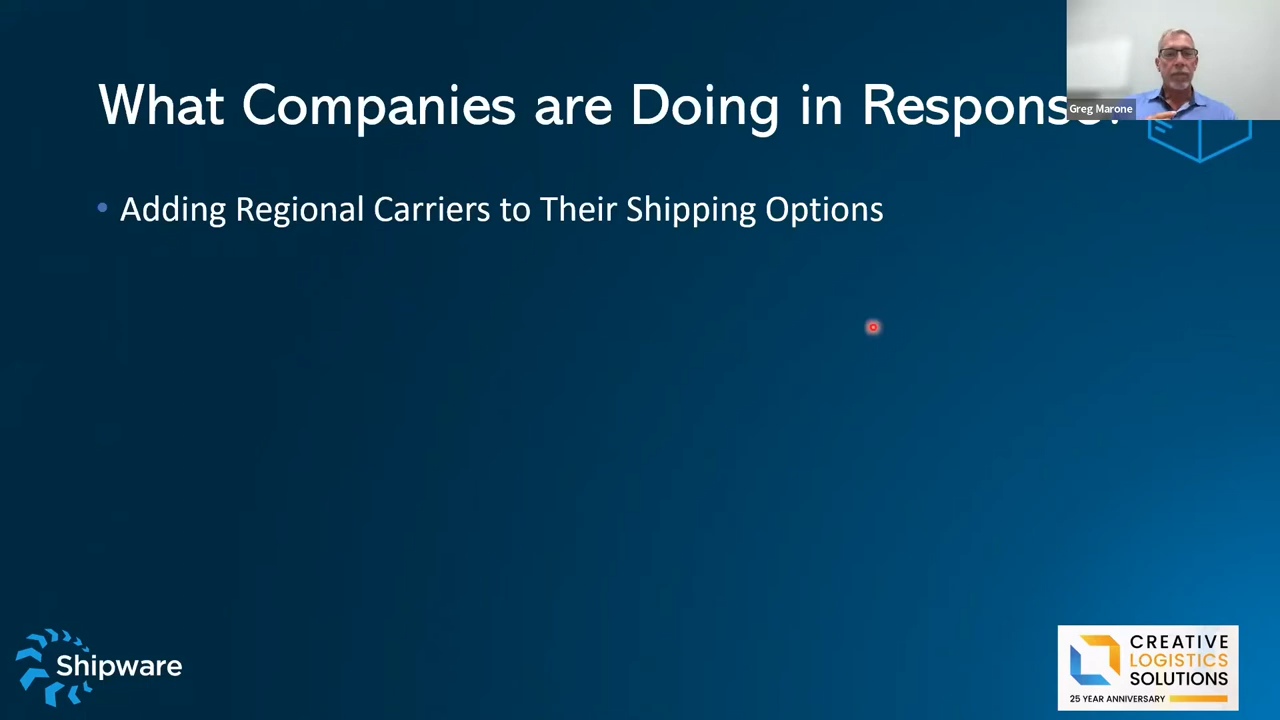 What Companies are Doing in Response?
Greg Marone
• Adding Regional Carriers to Their Shipping Options
Shipware
CREATIVE
LOGISTICS
SOLUTIONS
25 YEAR ANNIVERSARY